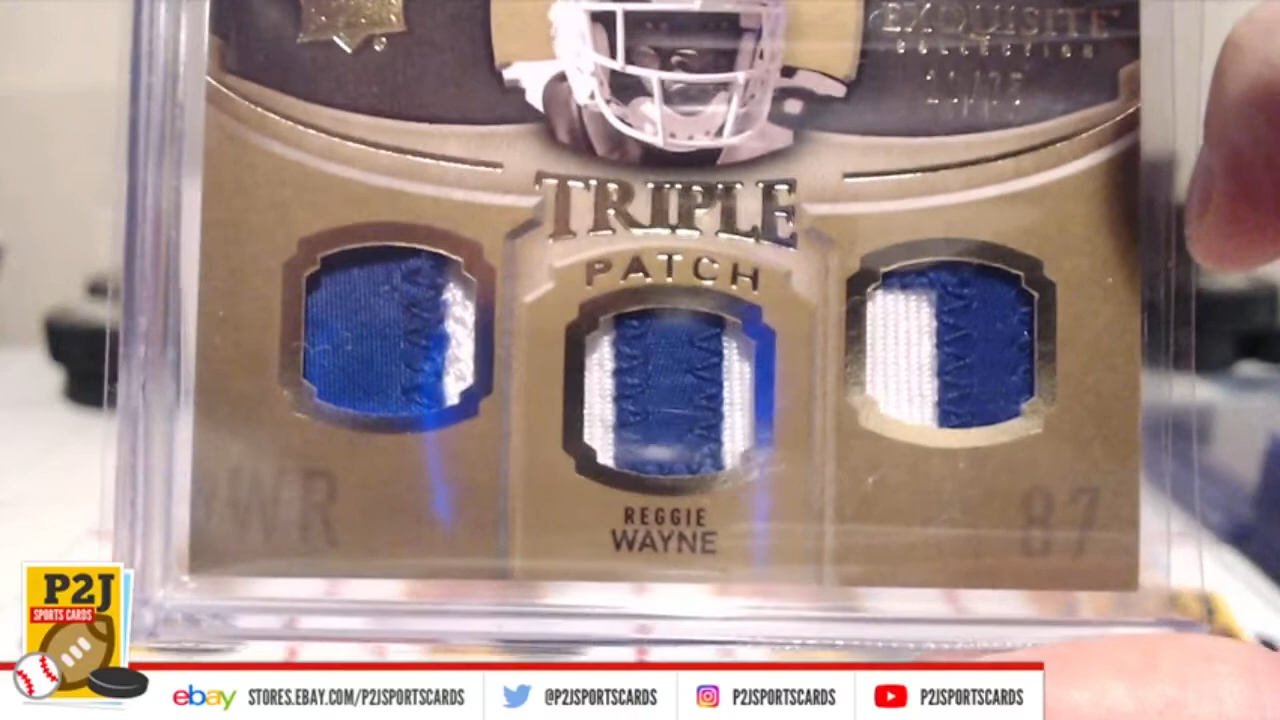 EXQUISITE
COLLECTION
TRIPLE
PATCH
WR
87
REGGIE
WAYNE
P2J
SPORTS CARDS
ebay STORES.EBAY.COM/P2JSPORTSCARDS @P2JSPORTSCARDS P2JSPORTSCARDS P2JSPORTSCARDS